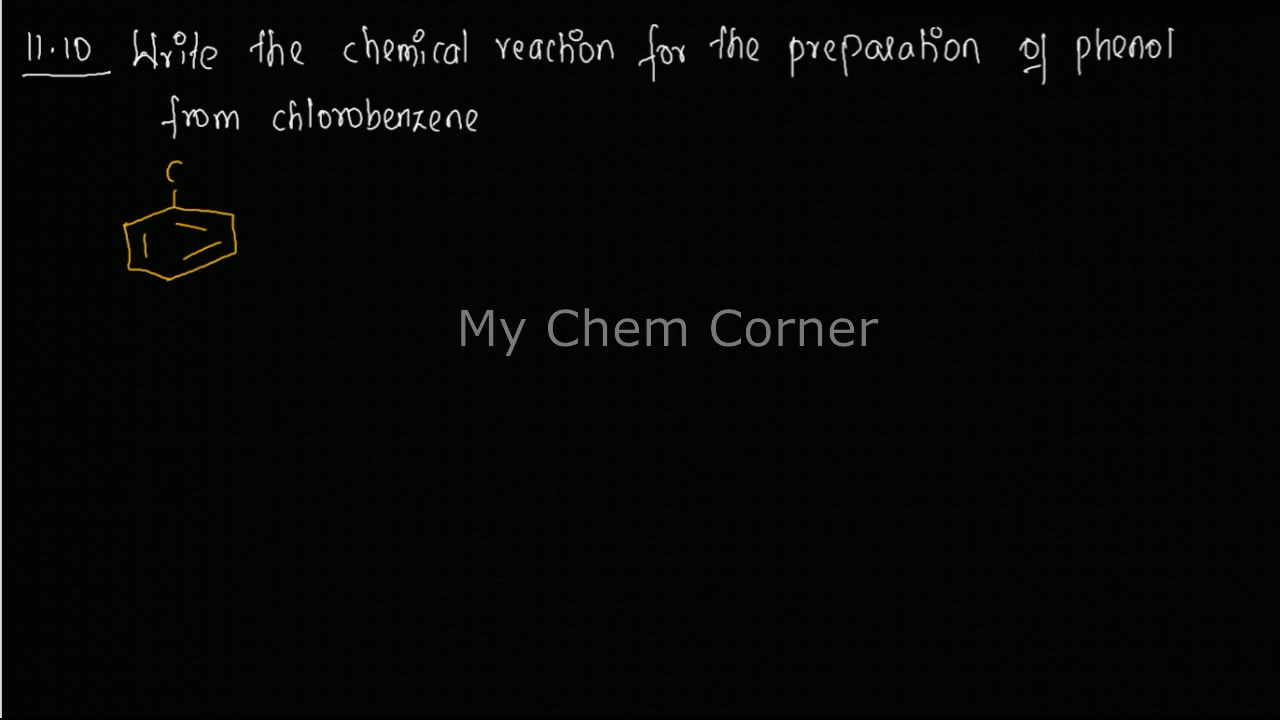 11.10 Write the chemical reaction for the preparation of phenol
from chlorobenzene
C
My Chem Corner